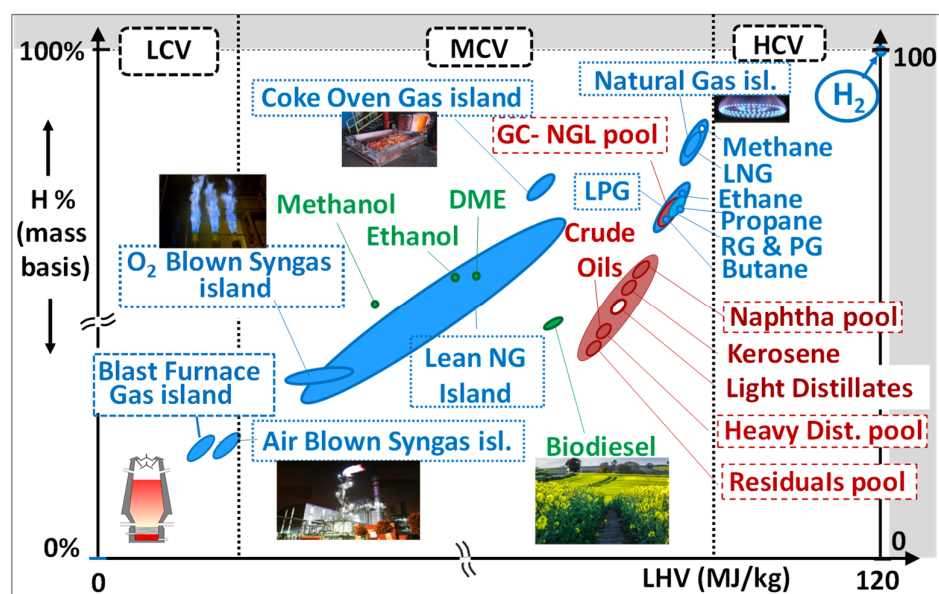 LCV
MCV
HCV
100%
100
Natural Gas isl.
H₂
Coke Oven Gas island
GC- NGL pool
Methane
LNG
H %
(mass
basis)
Methanol
DME
LPG
Ethane
Propane
Ethanol
Crude
Oils
RG & PG
Butane
O₂ Blown Syngas
island
Naphtha pool
Blast Furnace
Gas island
Lean NG
Island
Kerosene
Light Distillates
Air Blown Syngas isl.
Biodiesel
Heavy Dist. pool
Residuals pool
0%
0
0
LHV (MJ/kg)
120